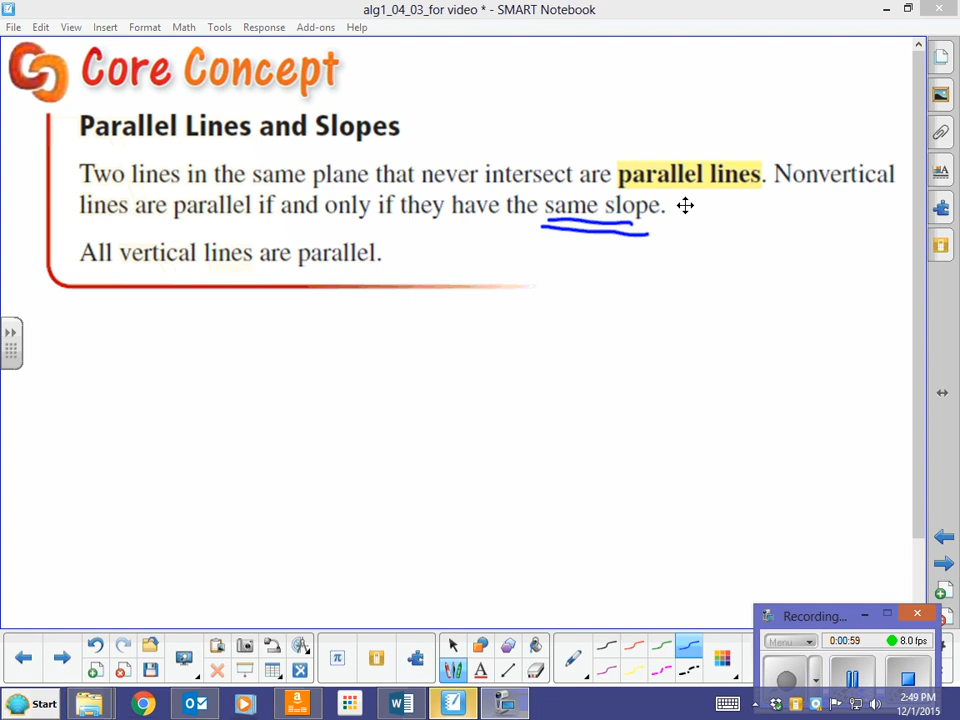 alg1_04_03_for video * - SMART Notebook
File Edit View Insert Format Tools Math Response Add-ons Help
Core Concept
Parallel Lines and Slopes
Two lines in the same plane that never intersect are parallel lines. Nonvertical
lines are parallel if and only if they have the same slope.
All vertical lines are parallel.
Recording...
Menu 0:00:59 8.0 fps
Start
2:49 PM
12/1/2015